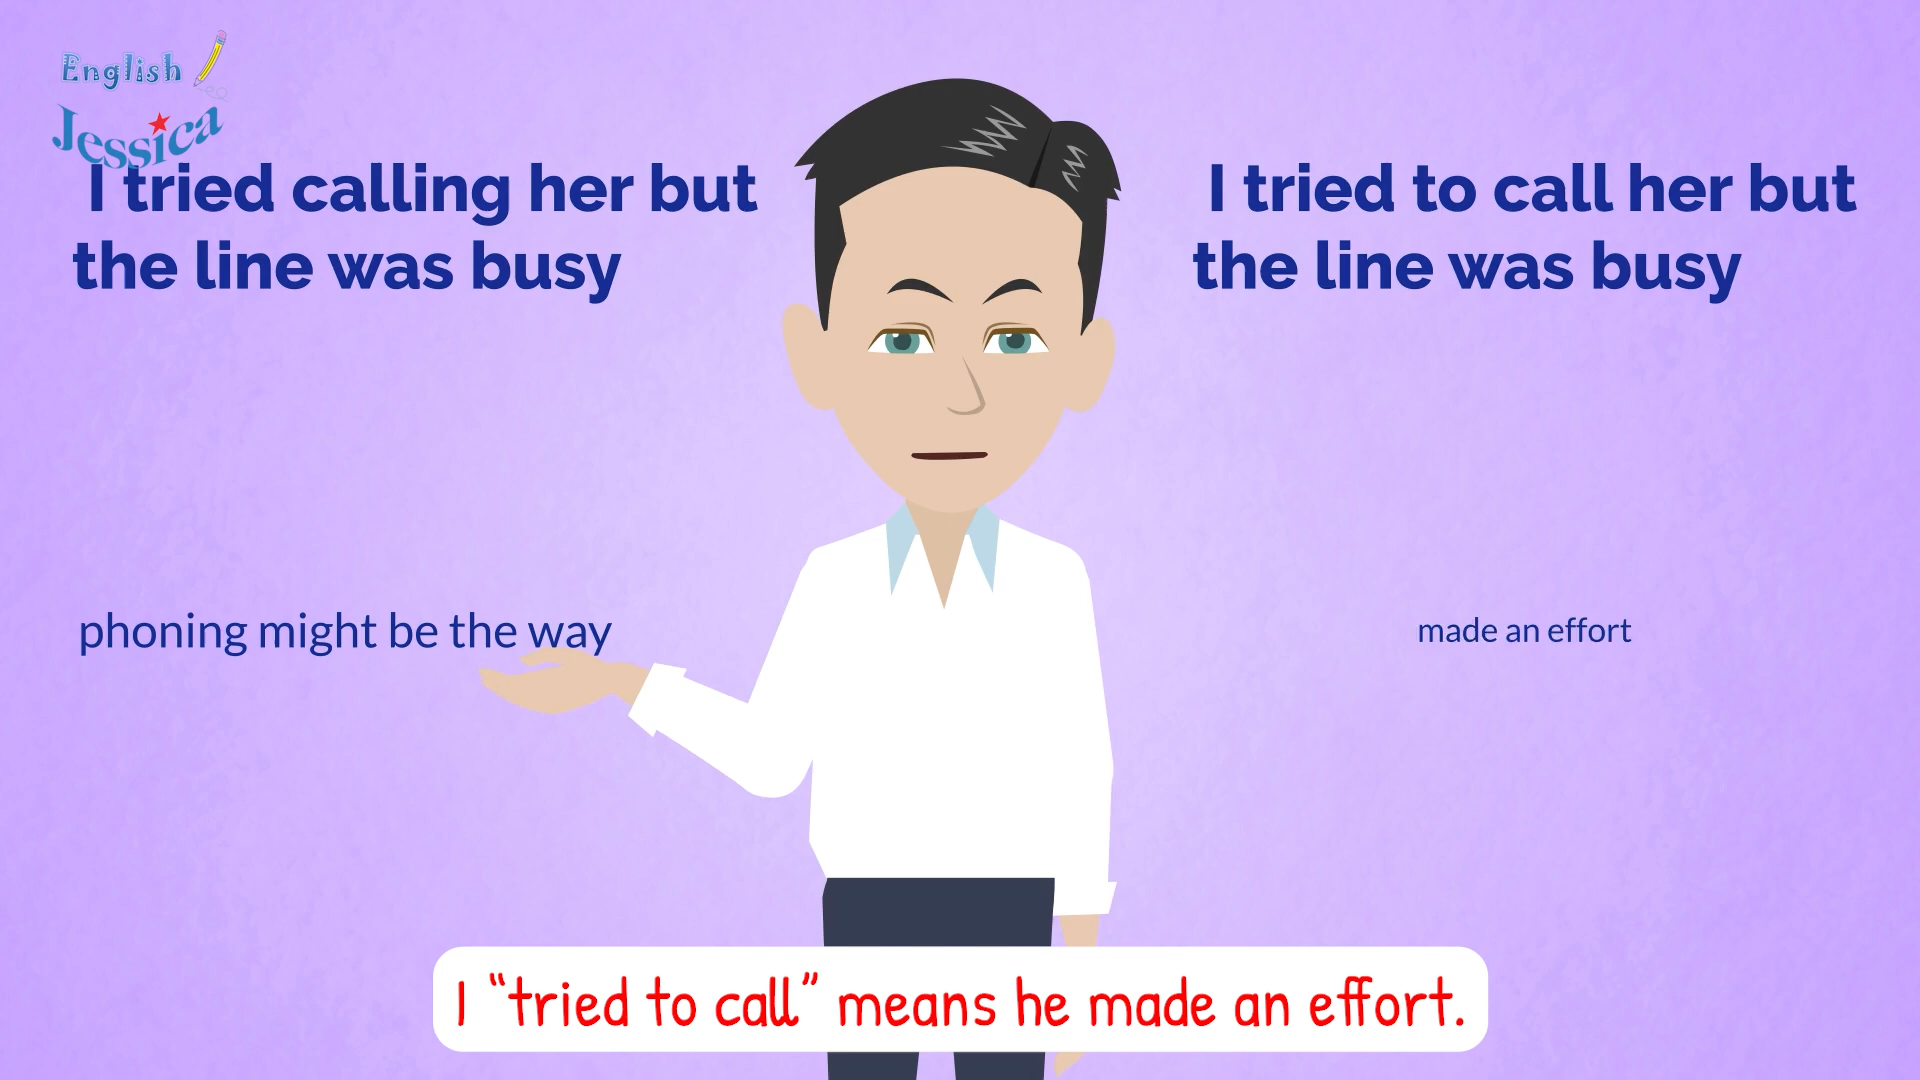 English
Jessica
I tried calling her but
the line was busy
I tried to call her but
the line was busy
phoning might be the way
made an effort
I “tried to call” means he made an effort.